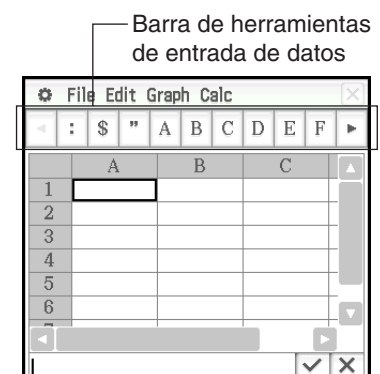 Barra de herramientas
de entrada de datos
File Edit Graph Calc
: $ " A B C D E F
A B C
1
2
3
4
5
6